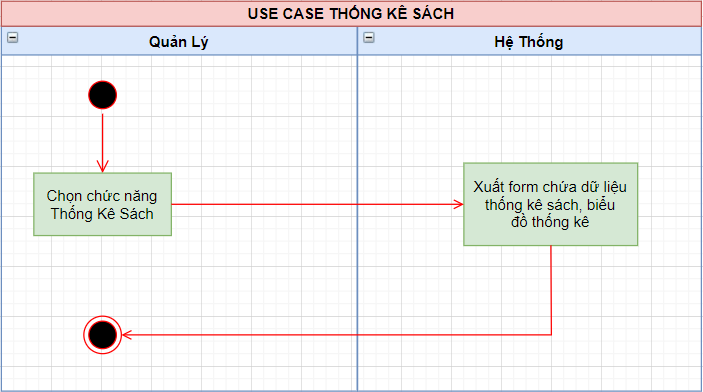 USE CASE THỐNG KÊ SÁCH
Quản Lý
Hệ Thống
Chọn chức năng
Thống Kê Sách
Xuất form chứa dữ liệu
thống kê sách, biểu
đồ thống kê